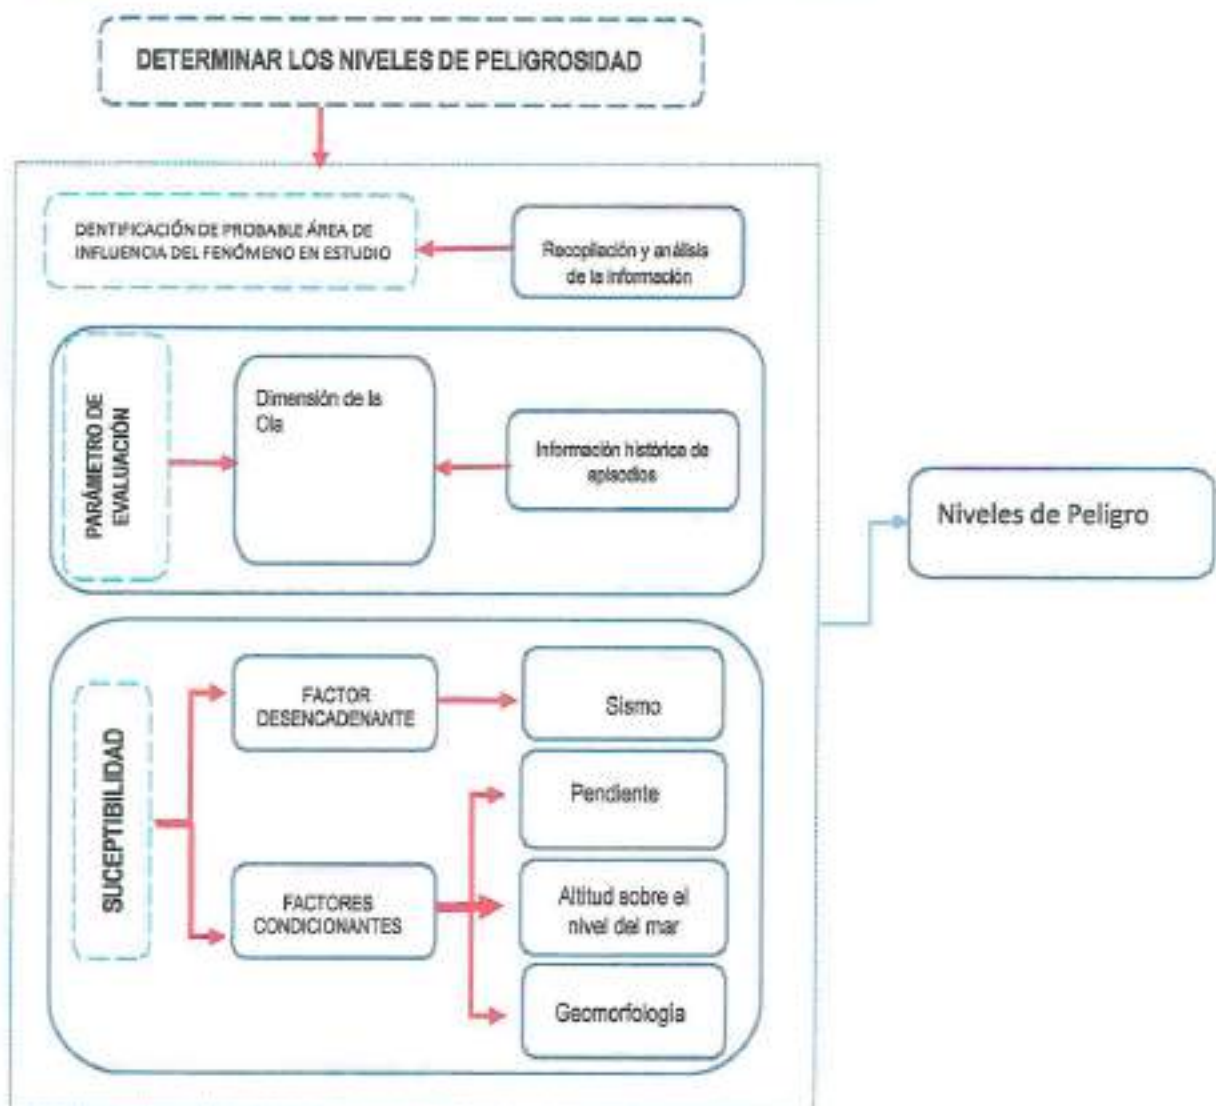 DETERMINAR LOS NIVELES DE PELIGROSIDAD
DENTIFICACIÓN DE PROBABLE ÁREA DE
INFLUENCIA DEL FENÓMENO EN ESTUDIO
Recopilación y análisis
de la información
PARÁMETRO DE
EVALUACIÓN
Dimensión de la
Ola
Información histórica de
episodios
Niveles de Peligro
SUCEPTIBILIDAD
FACTOR
DESENCADENANTE
Sismo
Pendiente
FACTORES
CONDICIONANTES
Altitud sobre el
nivel del mar
Geomorfología